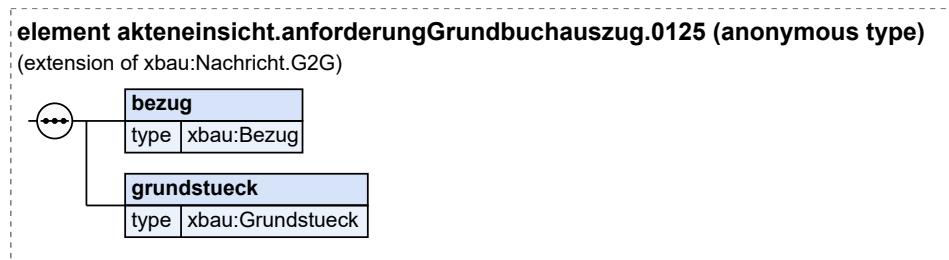 element akteneinsicht.anforderungGrundbuchauszug.0125 (anonymous type)
(extension of xbau:Nachricht.G2G)
bezug
type xbau:Bezug
grundstueck
type xbau:Grundstueck